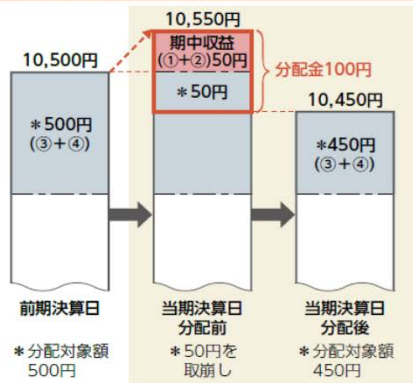 10,500円
＊500円
(③＋④)
前期決算日
＊分配対象額
500円
10,550円
期中収益
(①＋②)50円
＊50円
分配金100円
当期決算日
分配前
＊50円を
取崩し
10,450円
＊450円
(③＋④)
当期決算日
分配後
＊分配対象額
450円